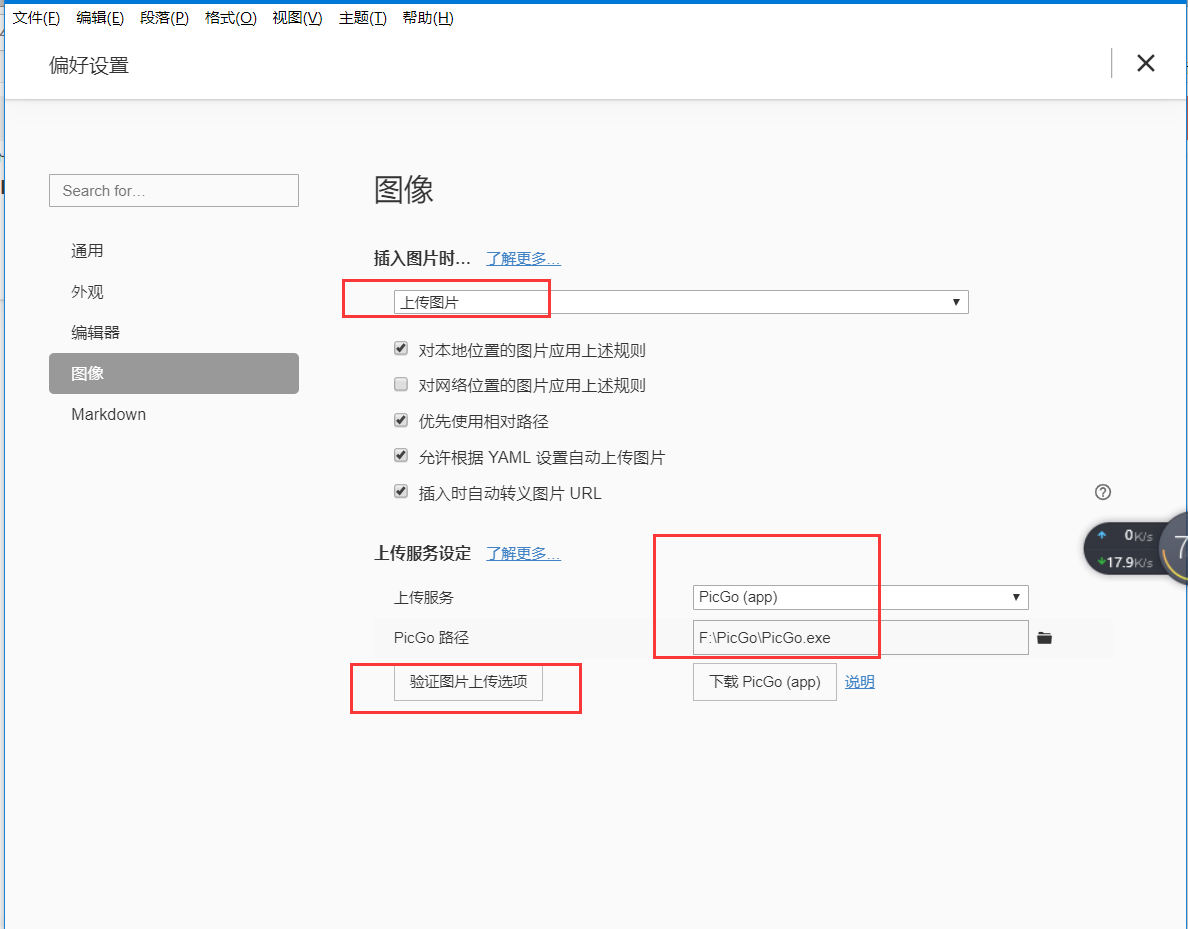 文件(F) 编辑(E) 段落(P) 格式(O) 视图(V) 主题(T) 帮助(H)
偏好设置
Search for...
通用
外观
编辑器
图像
Markdown
图像
插入图片时... 了解更多...
上传图片
对本地位置的图片应用上述规则
对网络位置的图片应用上述规则
优先使用相对路径
允许根据 YAML 设置自动上传图片
插入时自动转义图片 URL
上传服务设定 了解更多...
上传服务 PicGo (app)
PicGo 路径 F:\PicGo\PicGo.exe
验证图片上传选项 下载 PicGo (app) 说明
0K/s
17.9K/s
7